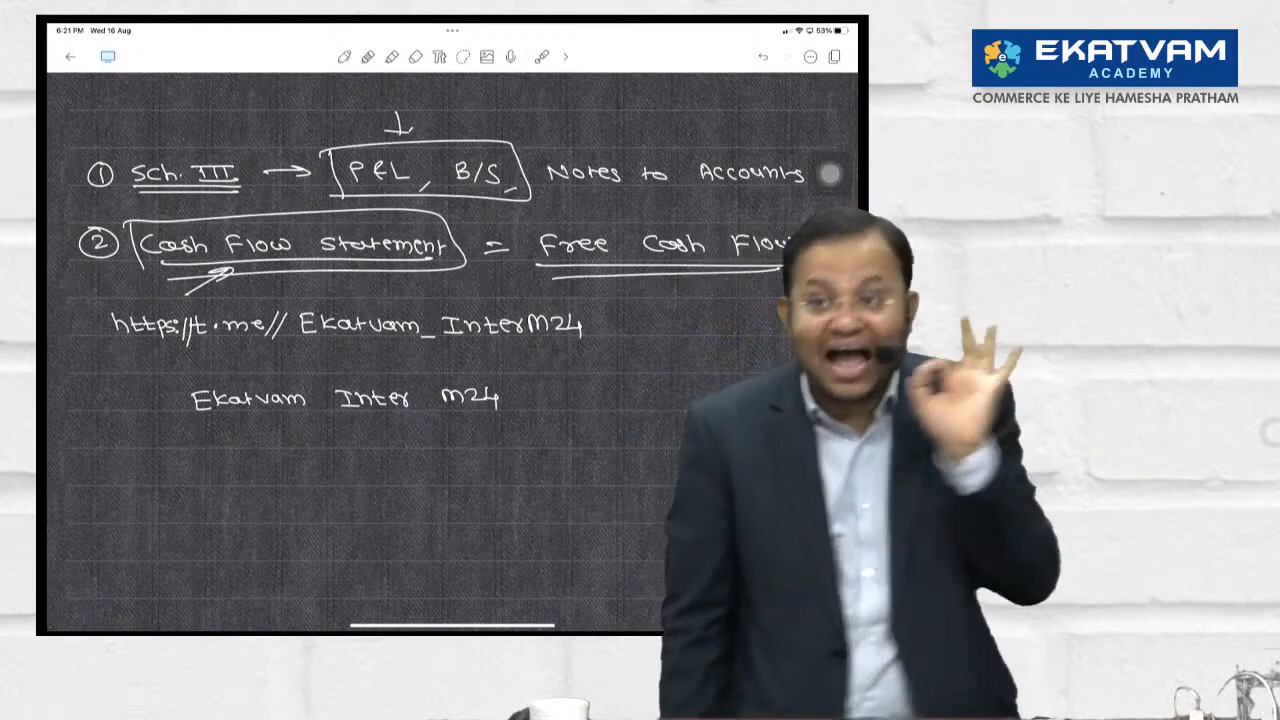 6:21 PM Wed 16 Aug
53%
EKATVAM
ACADEMY
COMMERCE KE LIYE HAMESHA PRATHAM
① Sch. III → P&L, B/S, Notes to Accounts
② Cash Flow Statement = Free Cash Flow
https://t.me// Ekatvam_InterM24
Ekatvam Inter M24